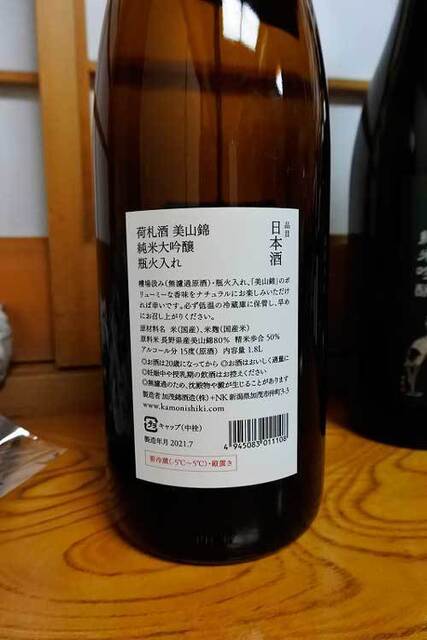 品目
日本酒
荷札酒 美山錦
純米大吟醸
瓶火入れ
槽場汲み(無濾過原酒)・瓶火入れ、「美山錦」のボ
リューミーな香味をナチュラルにお楽しみいただけ
れば幸いです。必ず低温の冷蔵庫に保管し、早め
にお召し上がりください。
原材料名 米(国産)、米麹(国産米)
原料米 長野県産美山錦80% 精米歩合 50%
アルコール分 15度(原酒) 内容量 1.8L
◎お酒は20歳になってから ◎お酒はおいしく適量に
◎妊娠中や授乳期の飲酒はお控えください
◎無濾過のため、沈殿物や澱が生じることがあります
製造者 加茂錦酒造(株)+NK 新潟県加茂市仲町3-3
www.kamonishiki.com
プラ キャップ(中栓)
製造年月 2021.7
4945083011108
要冷蔵(-5℃~5℃)・縦置き
純米吟醸